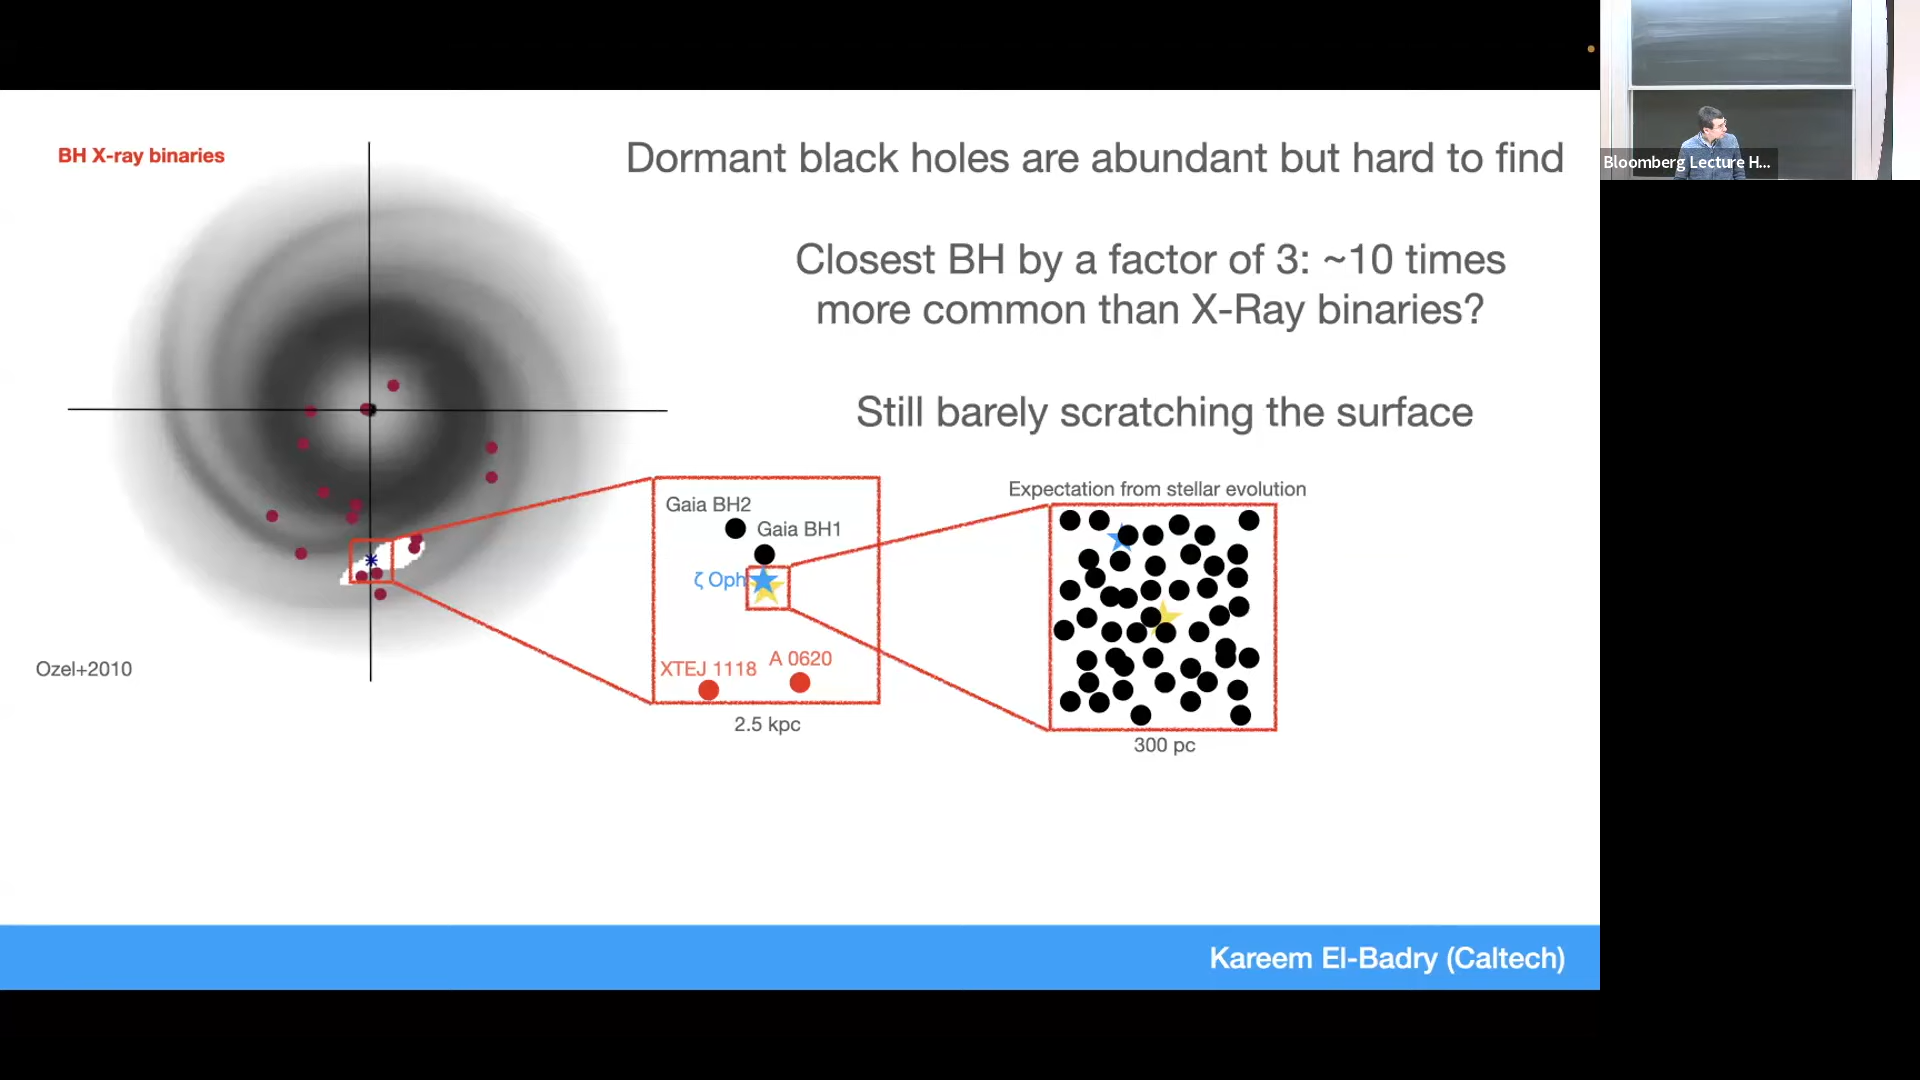 BH X-ray binaries
Dormant black holes are abundant but hard to find
Closest BH by a factor of 3: ~10 times
more common than X-Ray binaries?
Still barely scratching the surface
Gaia BH2
Gaia BH1
ζ Oph
XTEJ 1118
A 0620
2.5 kpc
Expectation from stellar evolution
300 pc
Ozel+2010
Kareem El-Badry (Caltech)
Bloomberg Lecture H...